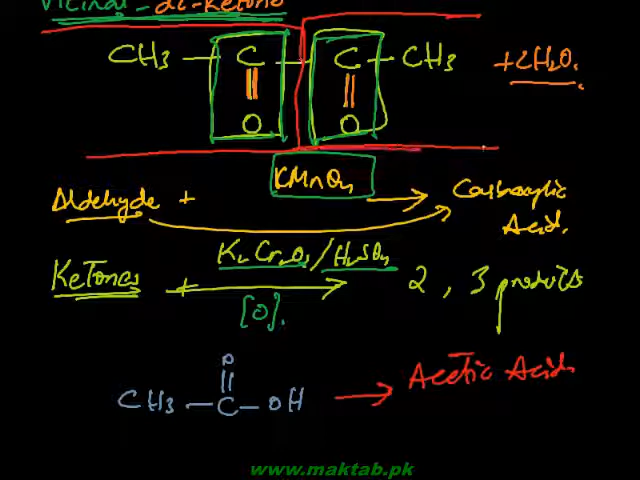 Vicinal-di-Ketone
CH3 — C — C — CH3 +2H2O.
O O
KMnO4
Aldehyde + Carboxylic
Acid.
K2Cr2O7/H2SO4
Ketones + 2, 3 products
[O].
O
CH3 — C — OH Acetic Acid
www.maktab.pk